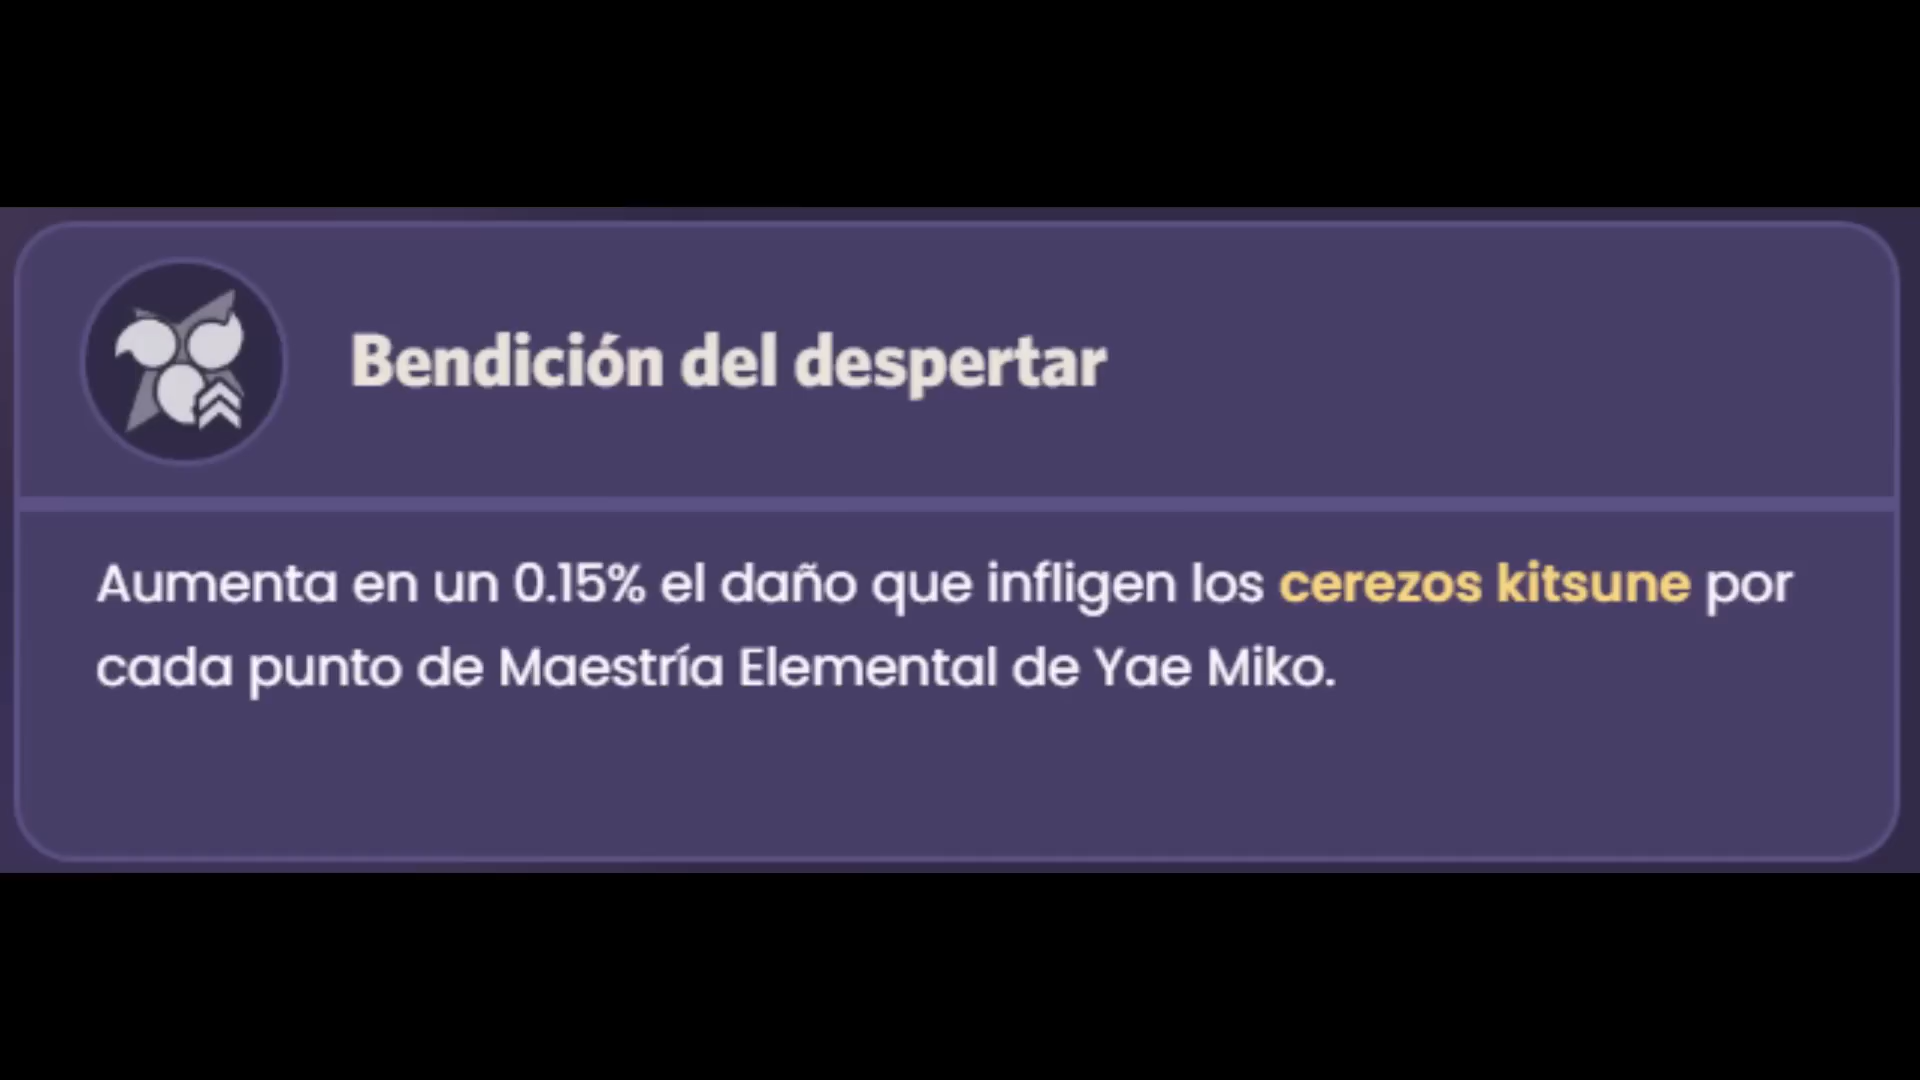 Bendición del despertar
Aumenta en un 0.15% el daño que infligen los cerezos kitsune por
cada punto de Maestría Elemental de Yae Miko.